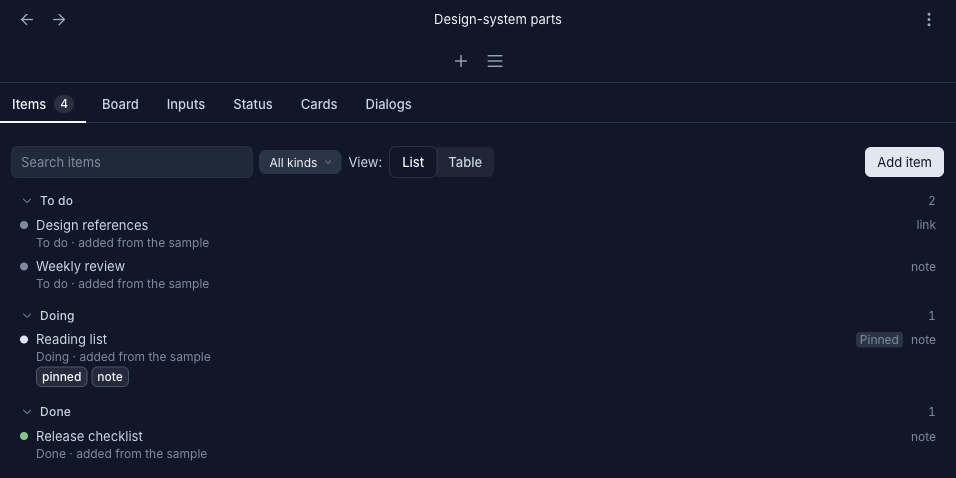 Design-system parts
Items 4 Board Inputs Status Cards Dialogs
Search items All kinds View: List Table Add item
To do 2
Design references link
To do · added from the sample
Weekly review note
To do · added from the sample
Doing 1
Reading list Pinned note
Doing · added from the sample
pinned note
Done 1
Release checklist note
Done · added from the sample